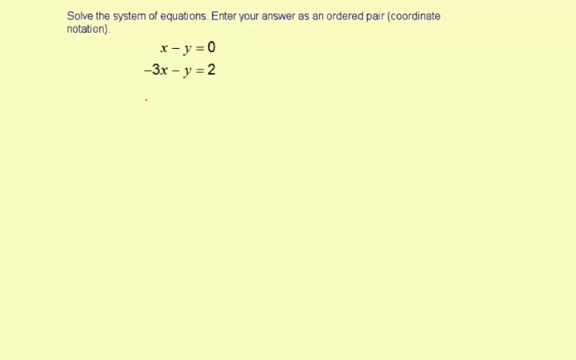 Solve the system of equations. Enter your answer as an ordered pair (coordinate
notation).
x − y = 0
−3x − y = 2